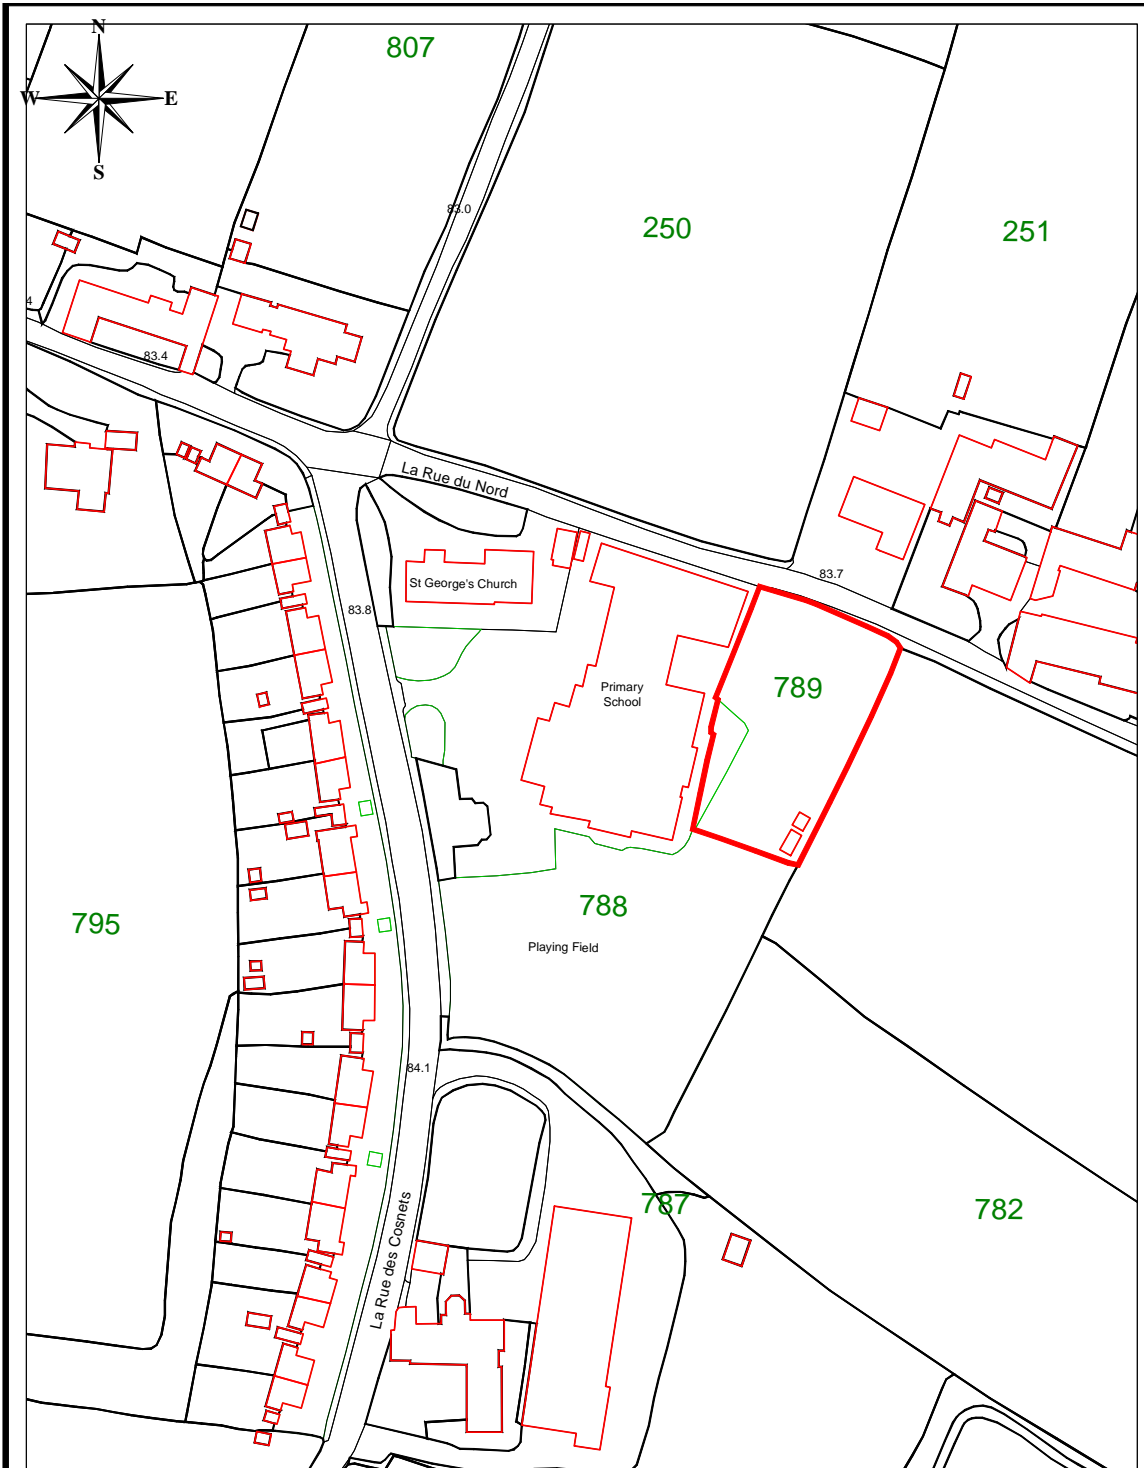 N
807
W
E
S
83.0
250
251
4
83.4
La Rue du Nord
83.7
St George's Church
83.8
Primary
School
789
795
788
Playing Field
84.1
787
782
La Rue des Cosnets